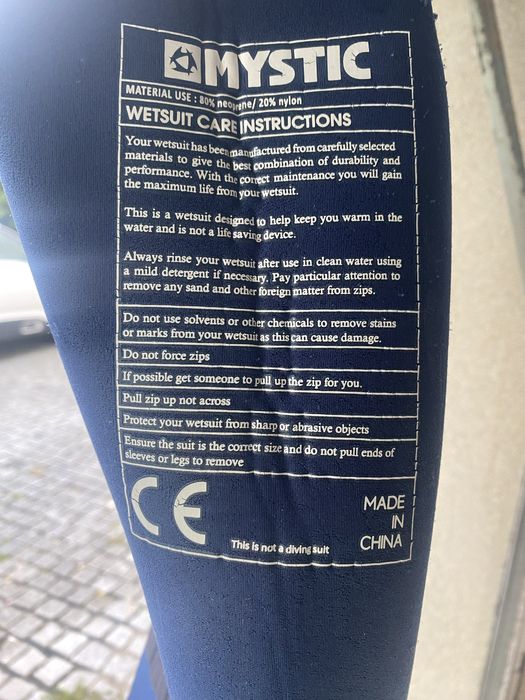 MYSTIC
MATERIAL USE : 80% neoprene/ 20% nylon
WETSUIT CARE INSTRUCTIONS
Your wetsuit has been manufactured from carefully selected
materials to give the best combination of durability and
performance. With the correct maintenance you will gain
the maximum life from your wetsuit.
This is a wetsuit designed to help keep you warm in the
water and is not a life saving device.
Always rinse your wetsuit after use in clean water using
a mild detergent if necessary. Pay particular attention to
remove any sand and other foreign matter from zips.
Do not use solvents or other chemicals to remove stains
or marks from your wetsuit as this can cause damage.
Do not force zips
If possible get someone to pull up the zip for you.
Pull zip up not across
Protect your wetsuit from sharp or abrasive objects
Ensure the suit is the correct size and do not pull ends of
sleeves or legs to remove
CE
This is not a diving suit
MADE
IN
CHINA